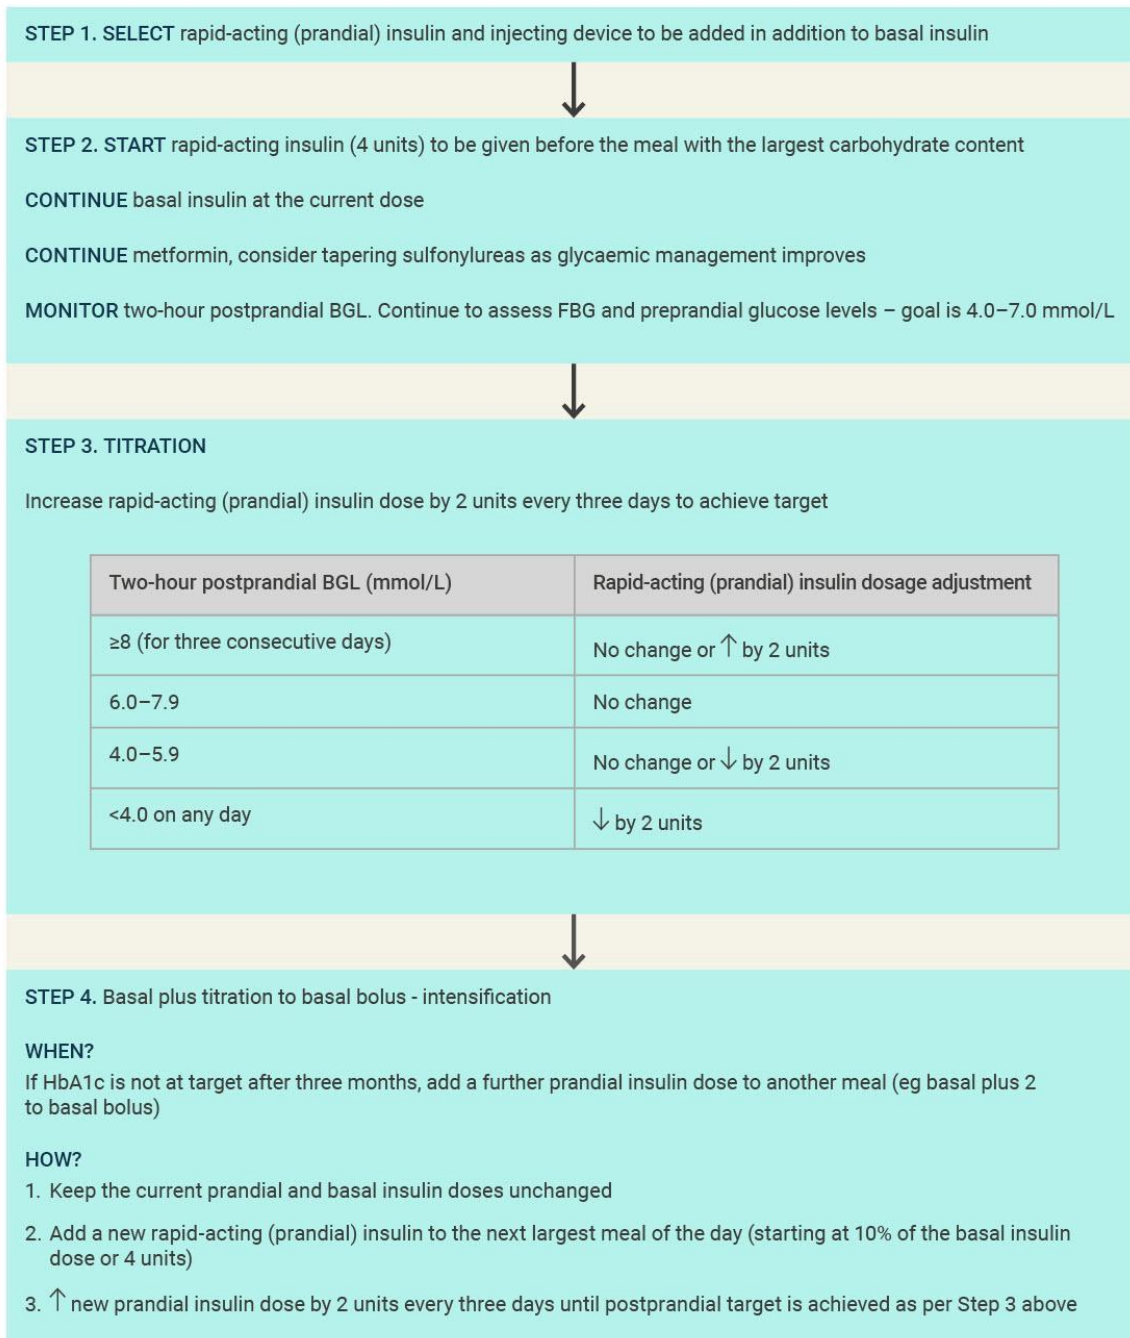 STEP 1. SELECT rapid-acting (prandial) insulin and injecting device to be added in addition to basal insulin
STEP 2. START rapid-acting insulin (4 units) to be given before the meal with the largest carbohydrate content
CONTINUE basal insulin at the current dose
CONTINUE metformin, consider tapering sulfonylureas as glycaemic management improves
MONITOR two-hour postprandial BGL. Continue to assess FBG and preprandial glucose levels – goal is 4.0–7.0 mmol/L
STEP 3. TITRATION
Increase rapid-acting (prandial) insulin dose by 2 units every three days to achieve target
Two-hour postprandial BGL (mmol/L) Rapid-acting (prandial) insulin dosage adjustment
≥8 (for three consecutive days) No change or ↑ by 2 units
6.0–7.9 No change
4.0–5.9 No change or ↓ by 2 units
<4.0 on any day ↓ by 2 units
STEP 4. Basal plus titration to basal bolus - intensification
WHEN?
If HbA1c is not at target after three months, add a further prandial insulin dose to another meal (eg basal plus 2
to basal bolus)
HOW?
1. Keep the current prandial and basal insulin doses unchanged
2. Add a new rapid-acting (prandial) insulin to the next largest meal of the day (starting at 10% of the basal insulin
dose or 4 units)
3. ↑ new prandial insulin dose by 2 units every three days until postprandial target is achieved as per Step 3 above